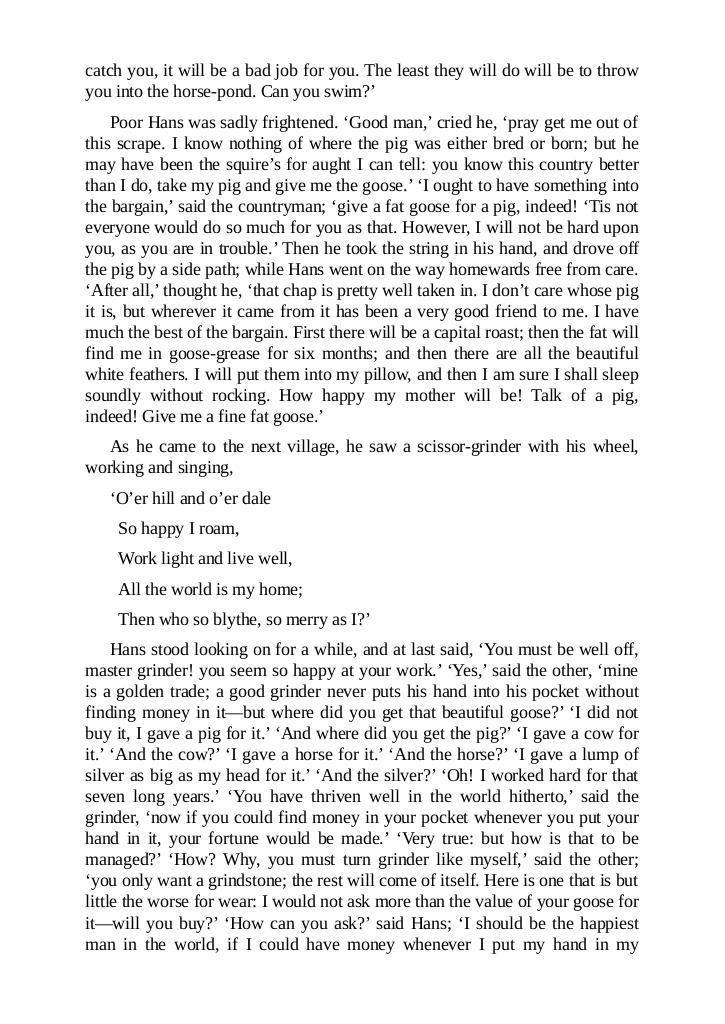 catch you, it will be a bad job for you. The least they will do will be to throw
you into the horse-pond. Can you swim?’
Poor Hans was sadly frightened. ‘Good man,’ cried he, ‘pray get me out of
this scrape. I know nothing of where the pig was either bred or born; but he
may have been the squire’s for aught I can tell: you know this country better
than I do, take my pig and give me the goose.’ ‘I ought to have something into
the bargain,’ said the countryman; ‘give a fat goose for a pig, indeed! ‘Tis not
everyone would do so much for you as that. However, I will not be hard upon
you, as you are in trouble.’ Then he took the string in his hand, and drove off
the pig by a side path; while Hans went on the way homewards free from care.
‘After all,’ thought he, ‘that chap is pretty well taken in. I don’t care whose pig
it is, but wherever it came from it has been a very good friend to me. I have
much the best of the bargain. First there will be a capital roast; then the fat will
find me in goose-grease for six months; and then there are all the beautiful
white feathers. I will put them into my pillow, and then I am sure I shall sleep
soundly without rocking. How happy my mother will be! Talk of a pig,
indeed! Give me a fine fat goose.’
As he came to the next village, he saw a scissor-grinder with his wheel,
working and singing,
‘O’er hill and o’er dale
So happy I roam,
Work light and live well,
All the world is my home;
Then who so blythe, so merry as I?’
Hans stood looking on for a while, and at last said, ‘You must be well off,
master grinder! you seem so happy at your work.’ ‘Yes,’ said the other, ‘mine
is a golden trade; a good grinder never puts his hand into his pocket without
finding money in it—but where did you get that beautiful goose?’ ‘I did not
buy it, I gave a pig for it.’ ‘And where did you get the pig?’ ‘I gave a cow for
it.’ ‘And the cow?’ ‘I gave a horse for it.’ ‘And the horse?’ ‘I gave a lump of
silver as big as my head for it.’ ‘And the silver?’ ‘Oh! I worked hard for that
seven long years.’ ‘You have thriven well in the world hitherto,’ said the
grinder, ‘now if you could find money in your pocket whenever you put your
hand in it, your fortune would be made.’ ‘Very true: but how is that to be
managed?’ ‘How? Why, you must turn grinder like myself,’ said the other;
‘you only want a grindstone; the rest will come of itself. Here is one that is but
little the worse for wear: I would not ask more than the value of your goose for
it—will you buy?’ ‘How can you ask?’ said Hans; ‘I should be the happiest
man in the world, if I could have money whenever I put my hand in my